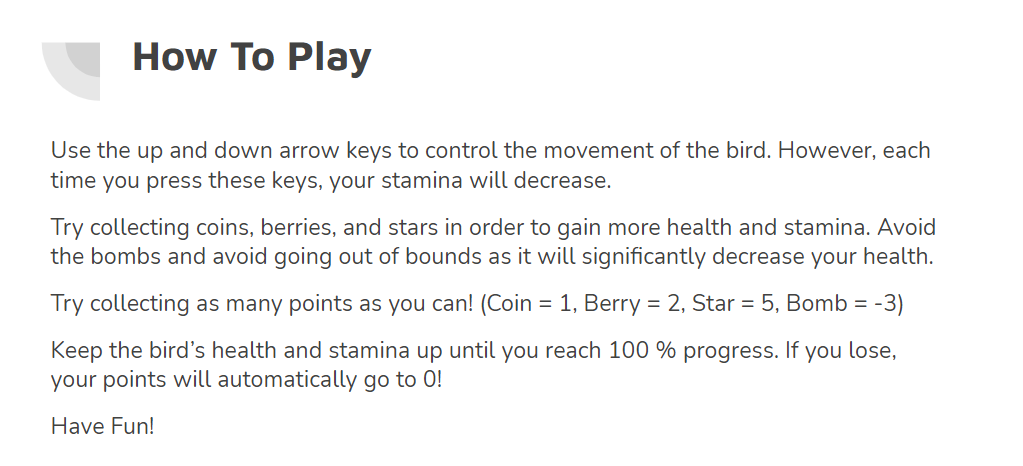 How To Play
Use the up and down arrow keys to control the movement of the bird. However, each
time you press these keys, your stamina will decrease.
Try collecting coins, berries, and stars in order to gain more health and stamina. Avoid
the bombs and avoid going out of bounds as it will significantly decrease your health.
Try collecting as many points as you can! (Coin = 1, Berry = 2, Star = 5, Bomb = -3)
Keep the bird’s health and stamina up until you reach 100 % progress. If you lose,
your points will automatically go to 0!
Have Fun!